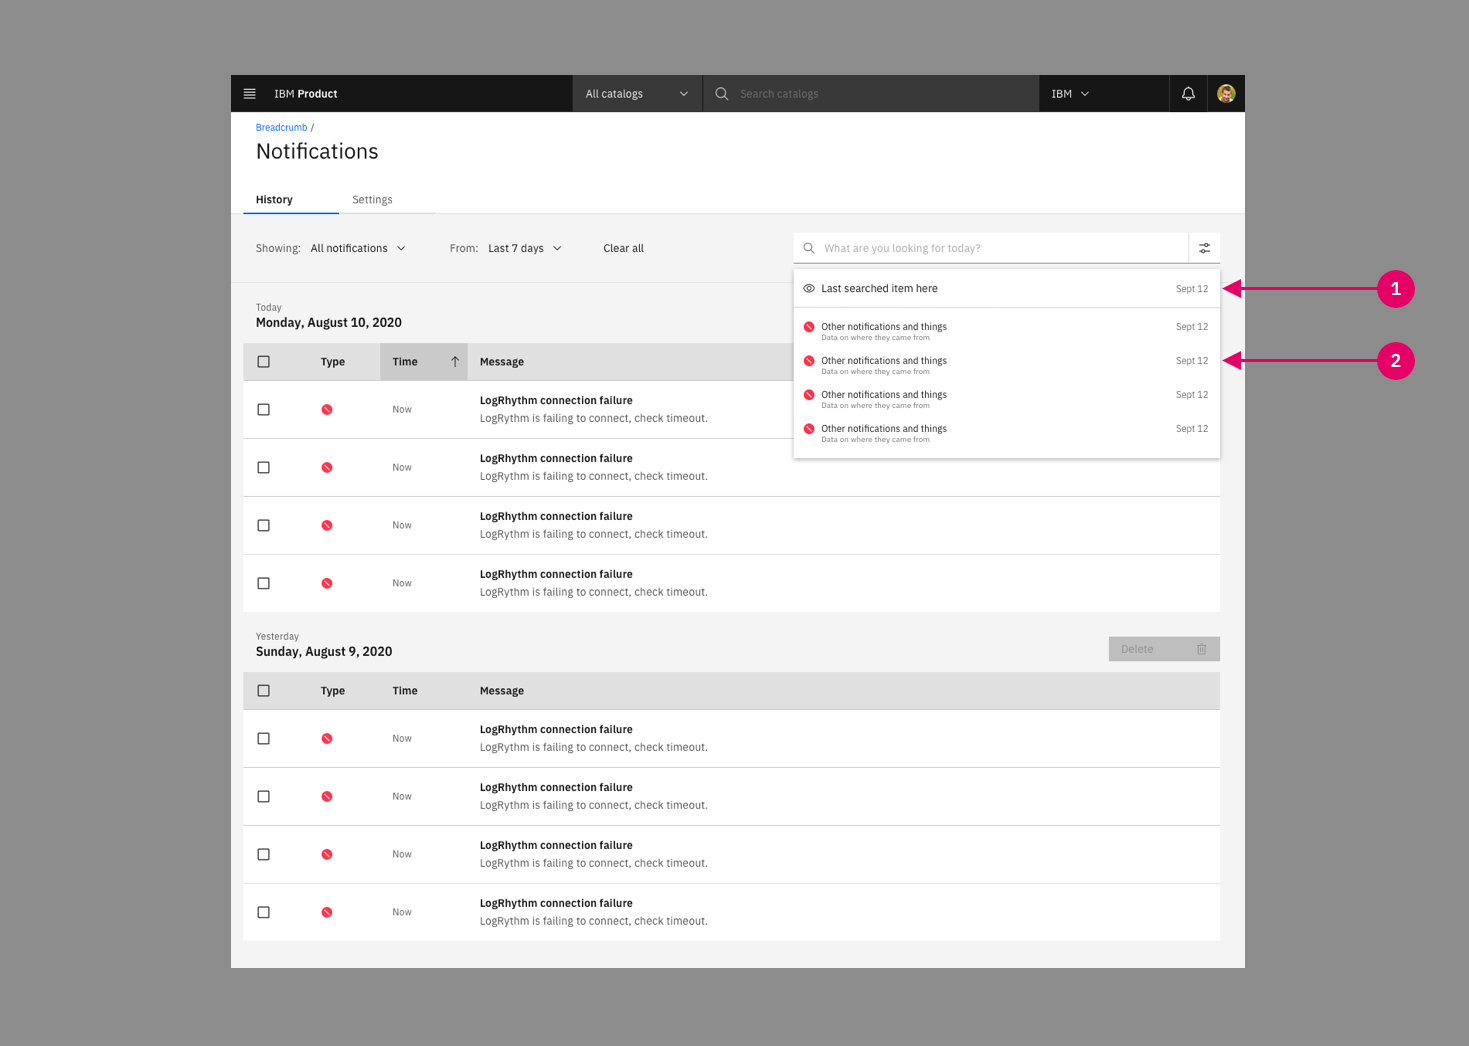 IBM Product
All catalogs
Search catalogs
IBM
Breadcrumb /
Notifications
History
Settings
Showing: All notifications
From: Last 7 days
Clear all
What are you looking for today?
Last searched item here
Sept 12
1
Other notifications and things
Sept 12
Data on where they came from
Other notifications and things
Sept 12
2
Data on where they came from
Other notifications and things
Sept 12
Data on where they came from
Other notifications and things
Sept 12
Data on where they came from
Today
Monday, August 10, 2020
Type
Time
Message
Now
LogRhythm connection failure
LogRythm is failing to connect, check timeout.
Now
LogRhythm connection failure
LogRythm is failing to connect, check timeout.
Now
LogRhythm connection failure
LogRythm is failing to connect, check timeout.
Now
LogRhythm connection failure
LogRythm is failing to connect, check timeout.
Yesterday
Sunday, August 9, 2020
Delete
Type
Time
Message
Now
LogRhythm connection failure
LogRythm is failing to connect, check timeout.
Now
LogRhythm connection failure
LogRythm is failing to connect, check timeout.
Now
LogRhythm connection failure
LogRythm is failing to connect, check timeout.
Now
LogRhythm connection failure
LogRythm is failing to connect, check timeout.